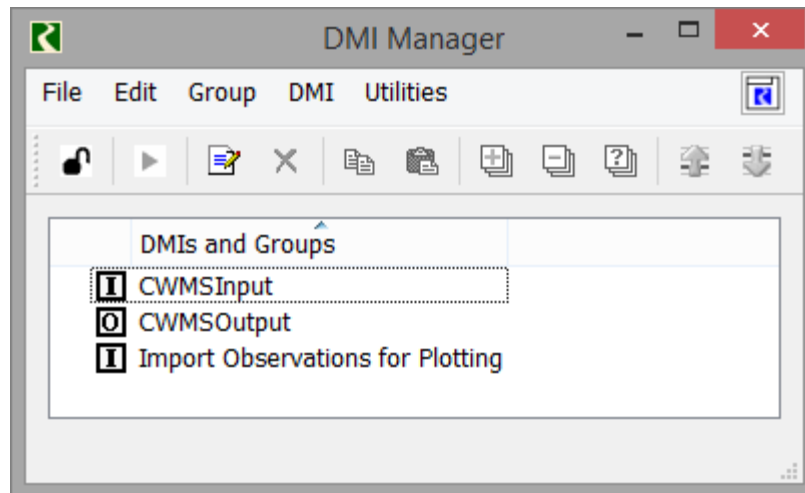 DMI Manager
File Edit Group DMI Utilities
DMIs and Groups
I CWMSInput
O CWMSOutput
I Import Observations for Plotting